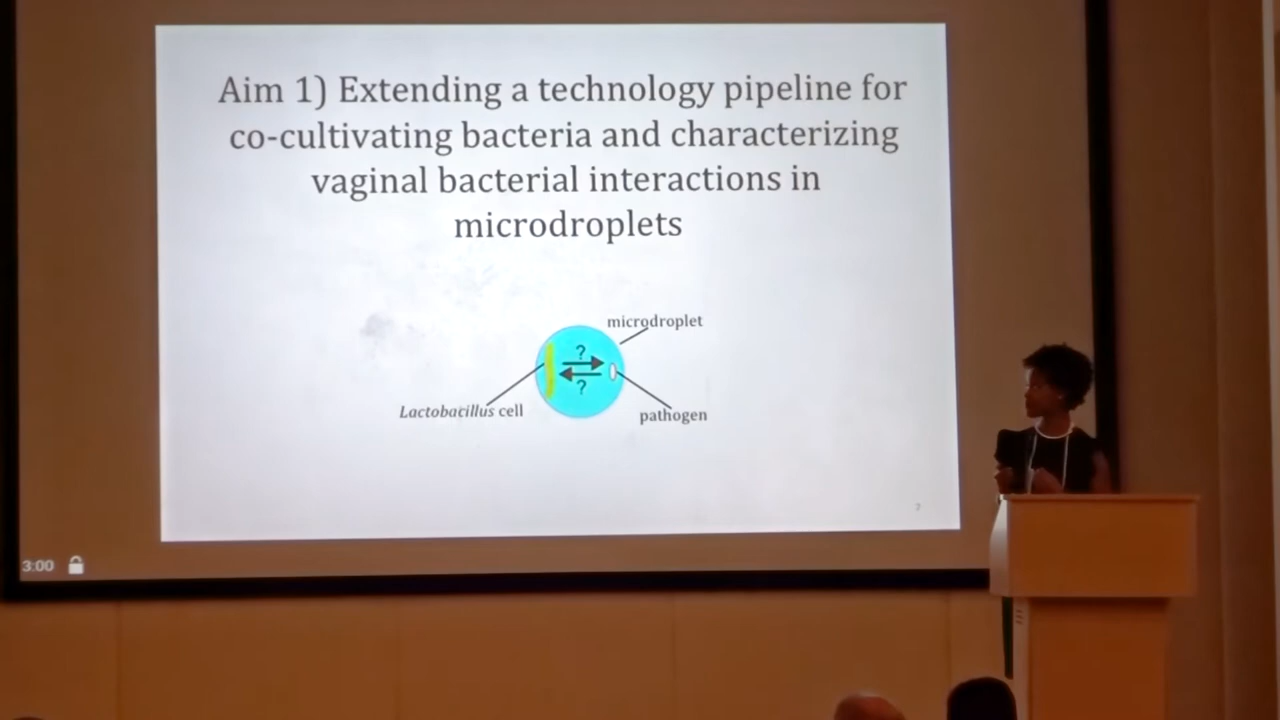 Aim 1) Extending a technology pipeline for
co-cultivating bacteria and characterizing
vaginal bacterial interactions in
microdroplets
microdroplet
?
?
Lactobacillus cell
pathogen
7
3:00